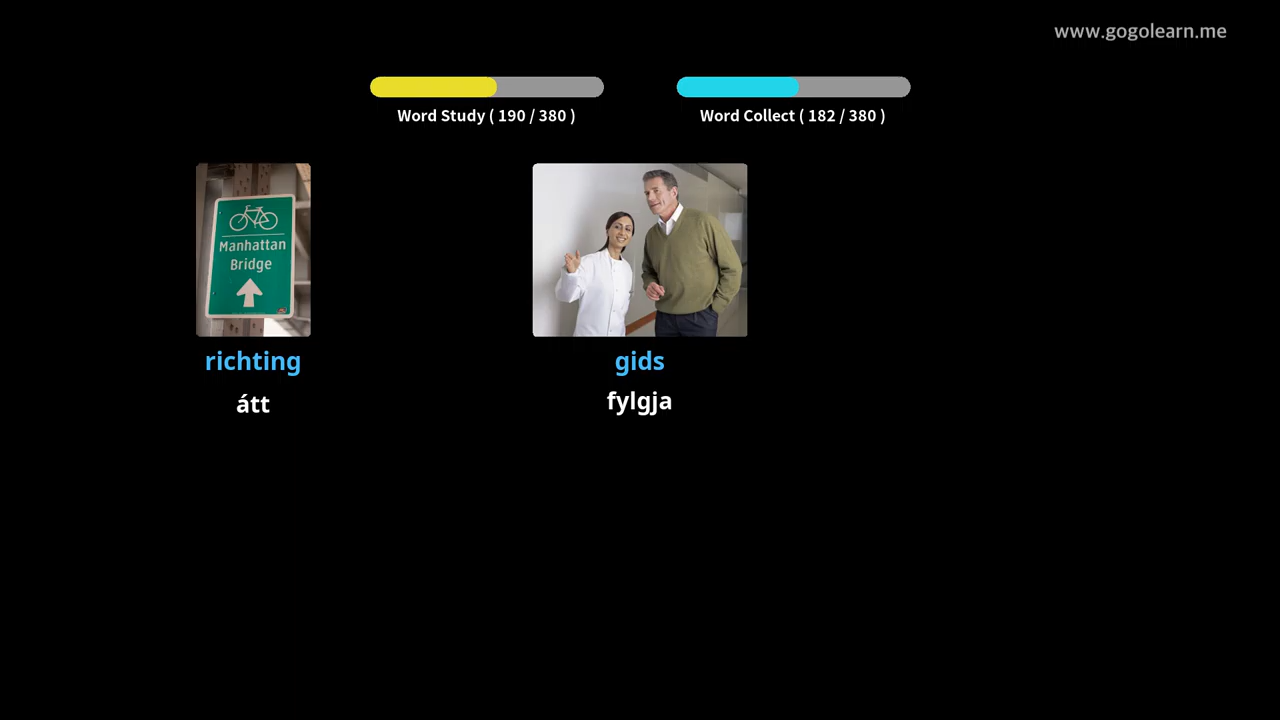 www.gogolearn.me
Word Study ( 190 / 380 )
Word Collect ( 182 / 380 )
Manhattan
Bridge
richting
átt
gids
fylgja